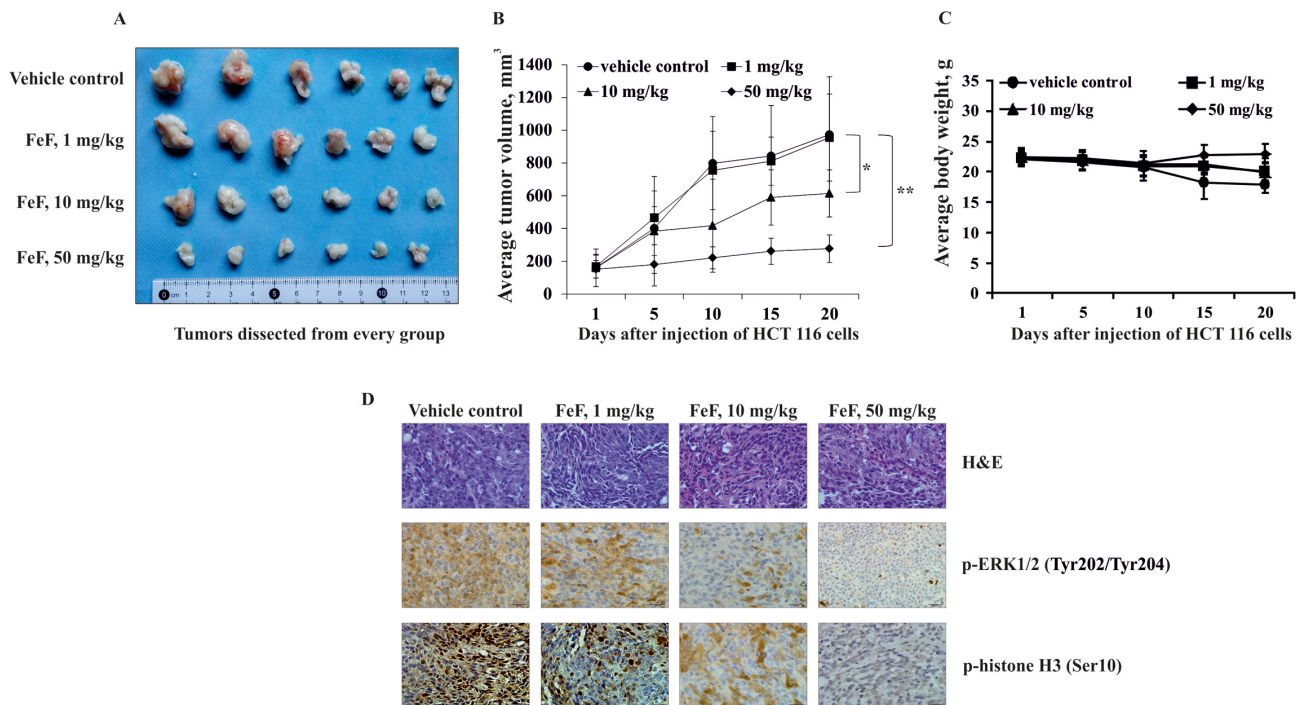 A
Vehicle control
FeF, 1 mg/kg
FeF, 10 mg/kg
FeF, 50 mg/kg
0 cm 1 2 3 4 5 6 7 8 9 10 11 12 13
Tumors dissected from every group
B
Average tumor volume, mm³
1400
1200
1000
800
600
400
200
0
vehicle control
1 mg/kg
10 mg/kg
50 mg/kg
*
**
1 5 10 15 20
Days after injection of HCT 116 cells
C
Average body weight, g
35
30
25
20
15
10
5
0
vehicle control
1 mg/kg
10 mg/kg
50 mg/kg
1 5 10 15 20
Days after injection of HCT 116 cells
D
Vehicle control FeF, 1 mg/kg FeF, 10 mg/kg FeF, 50 mg/kg
H&E
p-ERK1/2 (Tyr202/Tyr204)
p-histone H3 (Ser10)